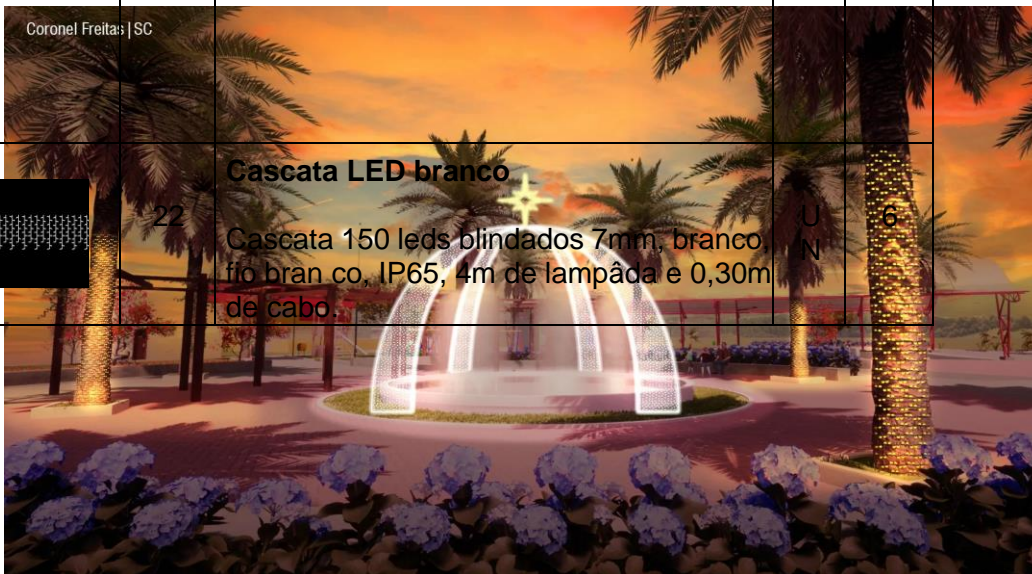 Coronel Freitas | SC
Cascata LED branco
22
U
6
Cascata 150 leds blindados 7mm, branco,
N
fio bran co, IP65, 4m de lampâda e 0,30m
de cabo.